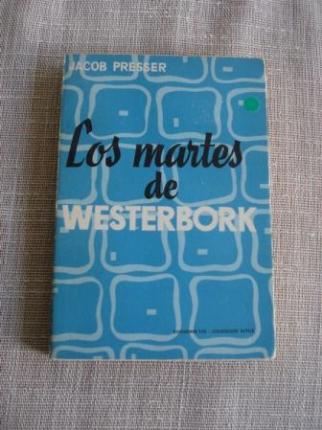 JACOB PRESSER
Los martes
de
WESTERBORK